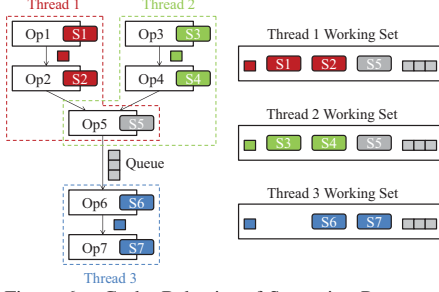 Thread 1 Thread 2
Op1 S1 Op3 S3
Op2 S2 Op4 S4
Op5 S5
Queue
Op6 S6
Op7 S7
Thread 3
Thread 1 Working Set
S1 S2 S5
Thread 2 Working Set
S3 S4 S5
Thread 3 Working Set
S6 S7